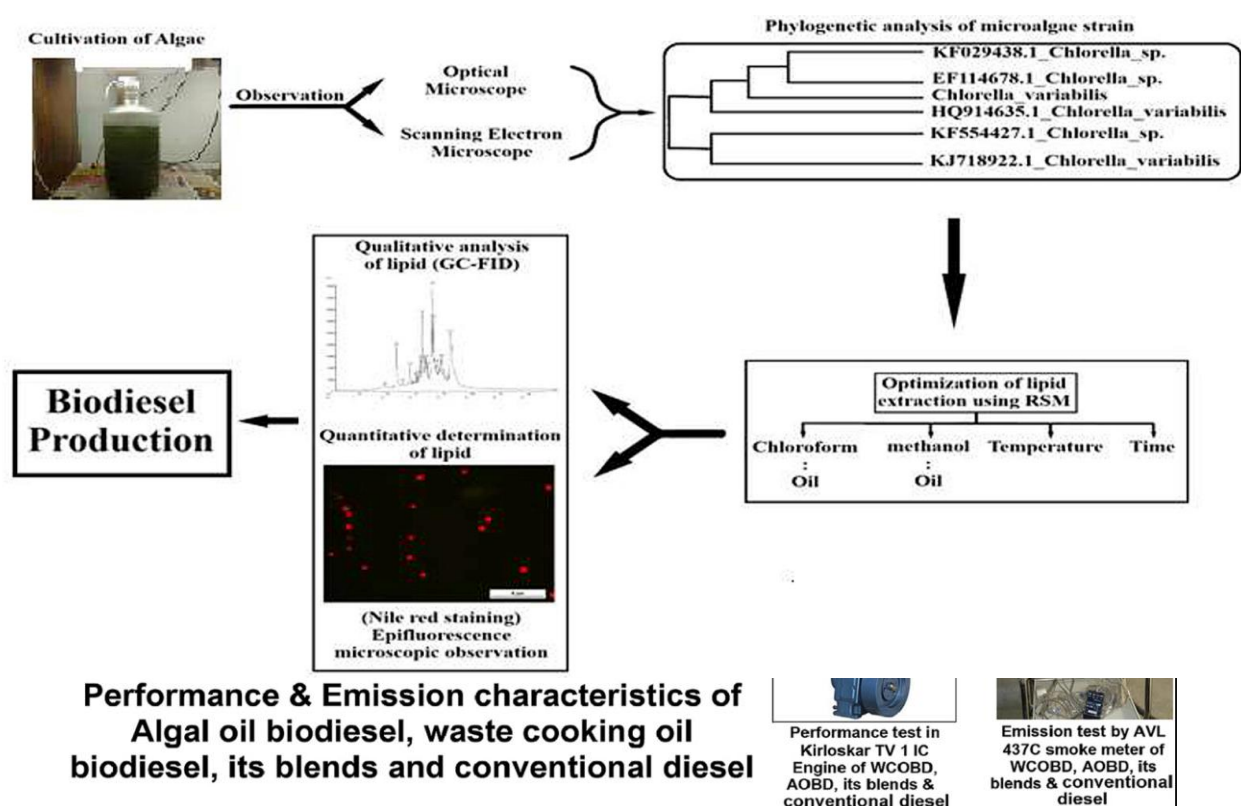 Cultivation of Algae
Observation
Optical
Microscope
Scanning Electron
Microscope
Phylogenetic analysis of microalgae strain
KF029438.1_Chlorella_sp.
EF114678.1_Chlorella_sp.
Chlorella_variabilis
HQ914635.1_Chlorella_variabilis
KF554427.1_Chlorella_sp.
KJ718922.1_Chlorella_variabilis
Optimization of lipid
extraction using RSM
Chloroform
:
Oil
methanol
:
Oil
Temperature
Time
Qualitative analysis
of lipid (GC-FID)
Quantitative determination
of lipid
(Nile red staining)
Epifluorescence
microscopic observation
Biodiesel
Production
Performance & Emission characteristics of
Algal oil biodiesel, waste cooking oil
biodiesel, its blends and conventional diesel
Performance test in
Kirloskar TV 1 IC
Engine of WCOBD,
AOBD, its blends &
conventional diesel
Emission test by AVL
437C smoke meter of
WCOBD, AOBD, its
blends & conventional
diesel